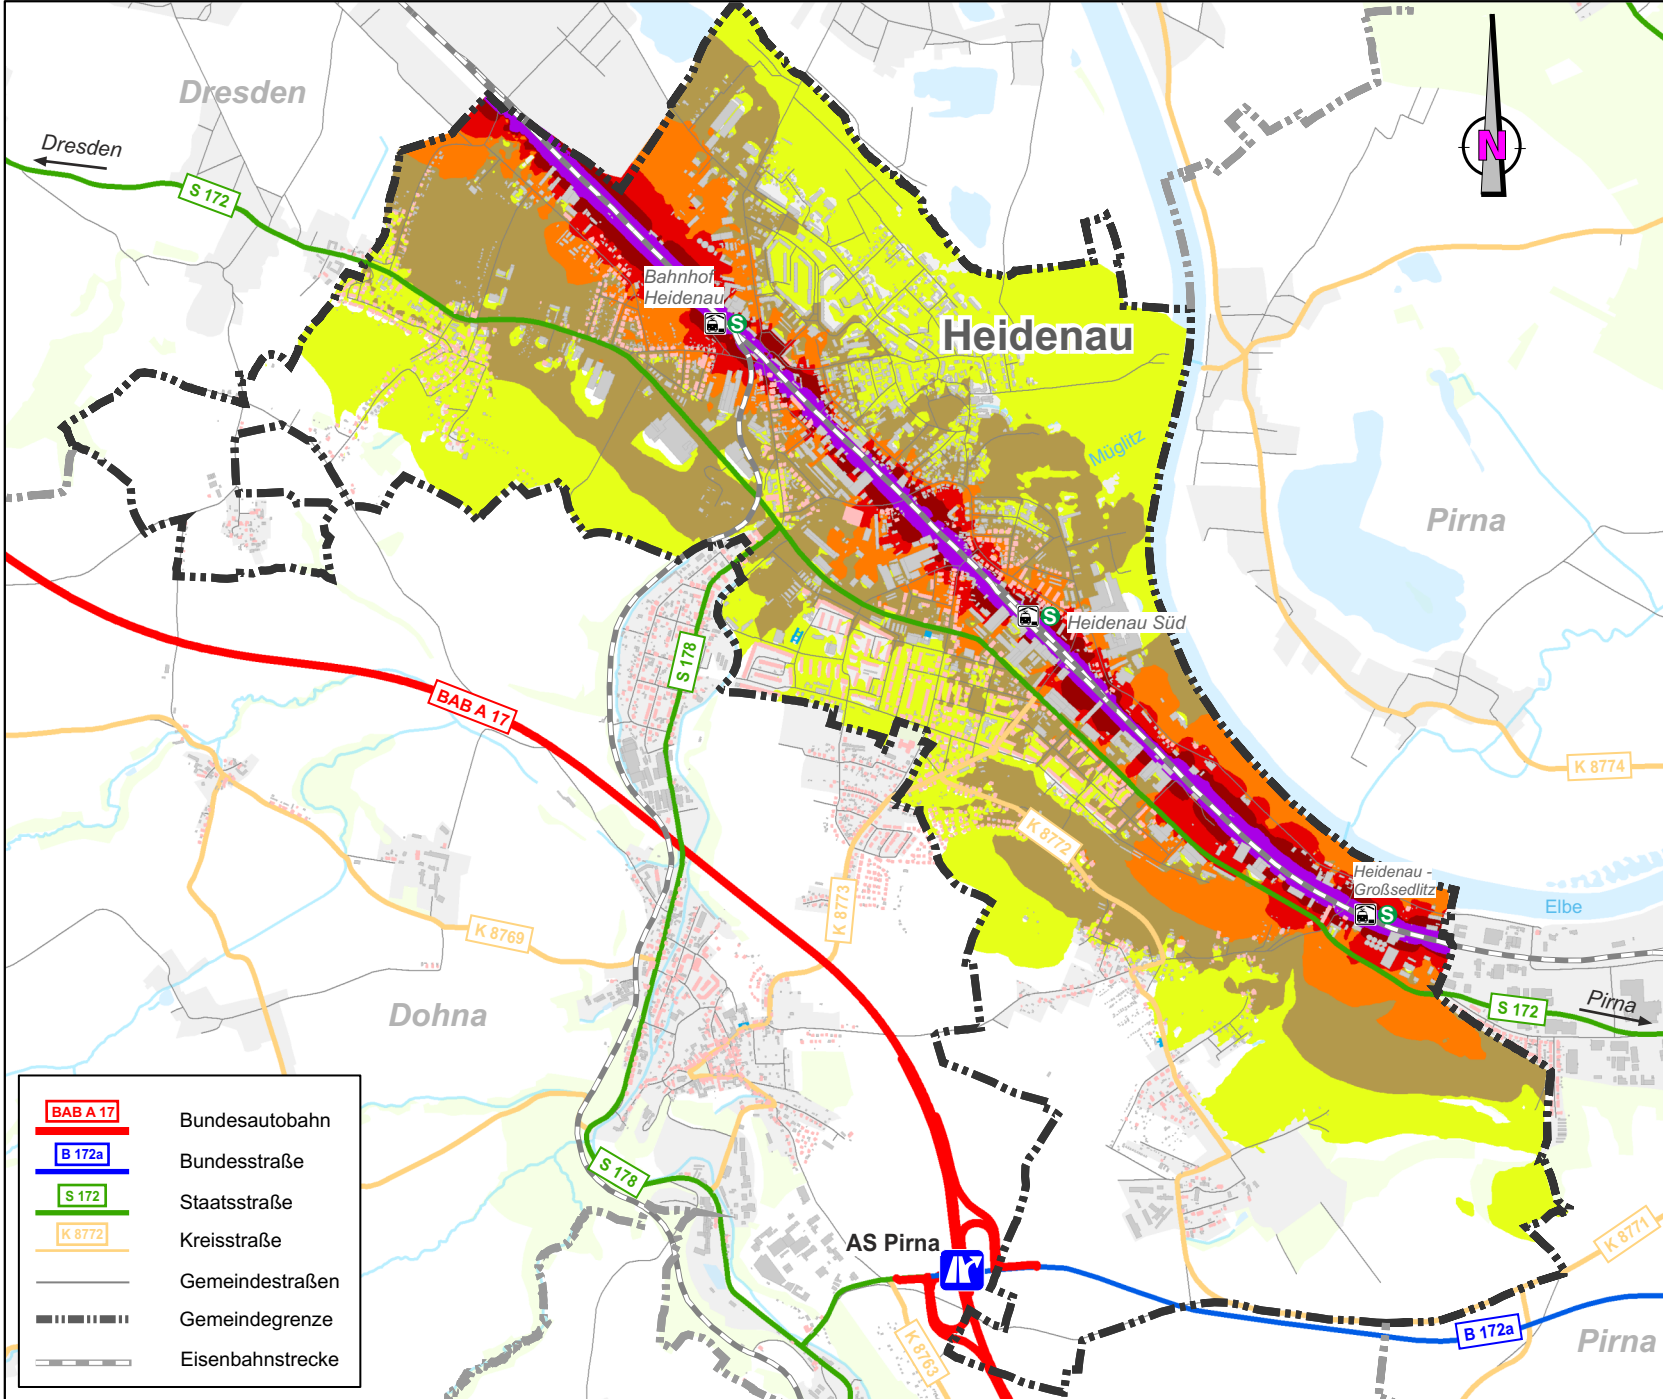 Dresden
Dresden
S 172
N
Bahnhof
Heidenau
S
Heidenau
Müglitz
Pirna
S
Heidenau Süd
S 178
BAB A 17
K 8774
K 8772
K 8773
Heidenau -
Großsedlitz
S
Elbe
K 8769
Dohna
S 172
Pirna
S 178
AS Pirna
K 8771
B 172a
K 8763
Pirna
BAB A 17
Bundesautobahn
B 172a
Bundesstraße
S 172
Staatsstraße
K 8772
Kreisstraße
Gemeindestraßen
Gemeindegrenze
Eisenbahnstrecke